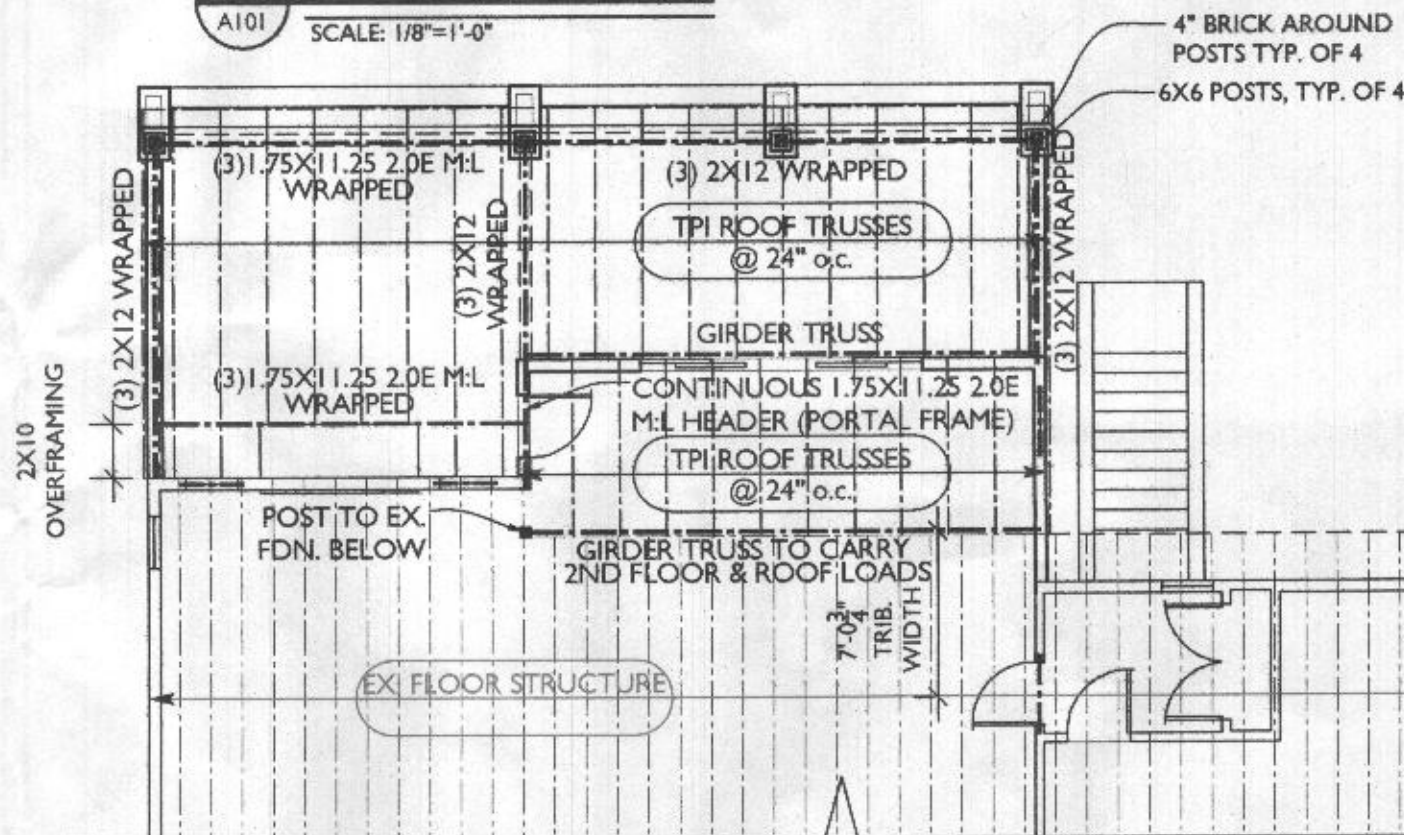 A101
SCALE: 1/8"=1'-0"
4" BRICK AROUND
POSTS TYP. OF 4
6X6 POSTS, TYP. OF 4
(3)1.75X11.25 2.0E M:L
WRAPPED
(3) 2X12 WRAPPED
(3) 2X12 WRAPPED
(3) 2X12
WRAPPED
(3) 2X12 WRAPPED
TPI ROOF TRUSSES
@ 24" o.c.
GIRDER TRUSS
(3)1.75X11.25 2.0E M:L
WRAPPED
CONTINUOUS 1.75X11.25 2.0E
M:L HEADER (PORTAL FRAME)
2X10
OVERFRAMING
TPI ROOF TRUSSES
@ 24" o.c.
POST TO EX.
FDN. BELOW
GIRDER TRUSS TO CARRY
2ND FLOOR & ROOF LOADS
7'-0 3/4"
TRIB.
WIDTH
EX. FLOOR STRUCTURE